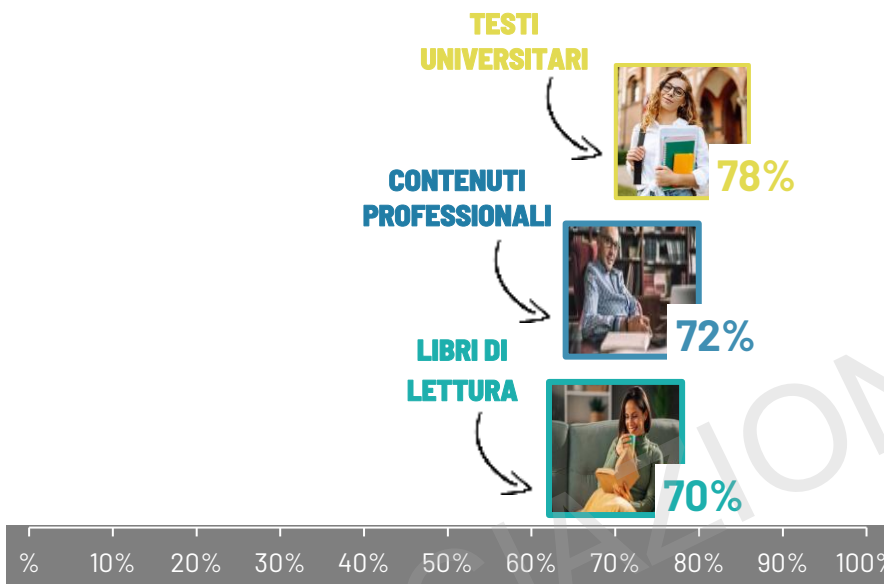 TESTI
UNIVERSITARI
78%
CONTENUTI
PROFESSIONALI
72%
LIBRI DI
LETTURA
70%
% 10% 20% 30% 40% 50% 60% 70% 80% 90% 100%